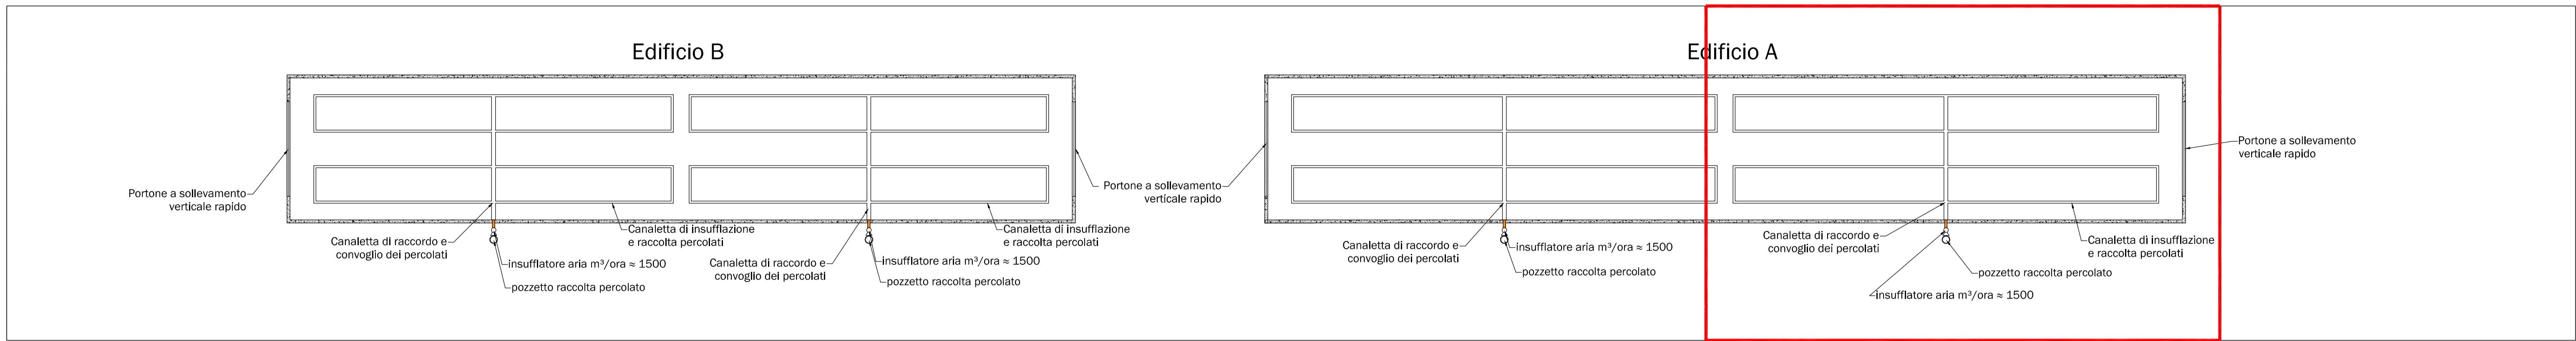 Edificio B
Edificio A
Portone a sollevamento
verticale rapido
Canaletta di raccordo e
convoglio dei percolati
insufflatore aria m³/ora ≈ 1500
pozzetto raccolta percolato
Canaletta di insufflazione
e raccolta percolati
Canaletta di raccordo e
convoglio dei percolati
insufflatore aria m³/ora ≈ 1500
pozzetto raccolta percolato
Canaletta di insufflazione
e raccolta percolati
Portone a sollevamento
verticale rapido
Canaletta di raccordo e
convoglio dei percolati
insufflatore aria m³/ora ≈ 1500
pozzetto raccolta percolato
Canaletta di raccordo e
convoglio dei percolati
insufflatore aria m³/ora ≈ 1500
pozzetto raccolta percolato
Canaletta di insufflazione
e raccolta percolati
Portone a sollevamento
verticale rapido